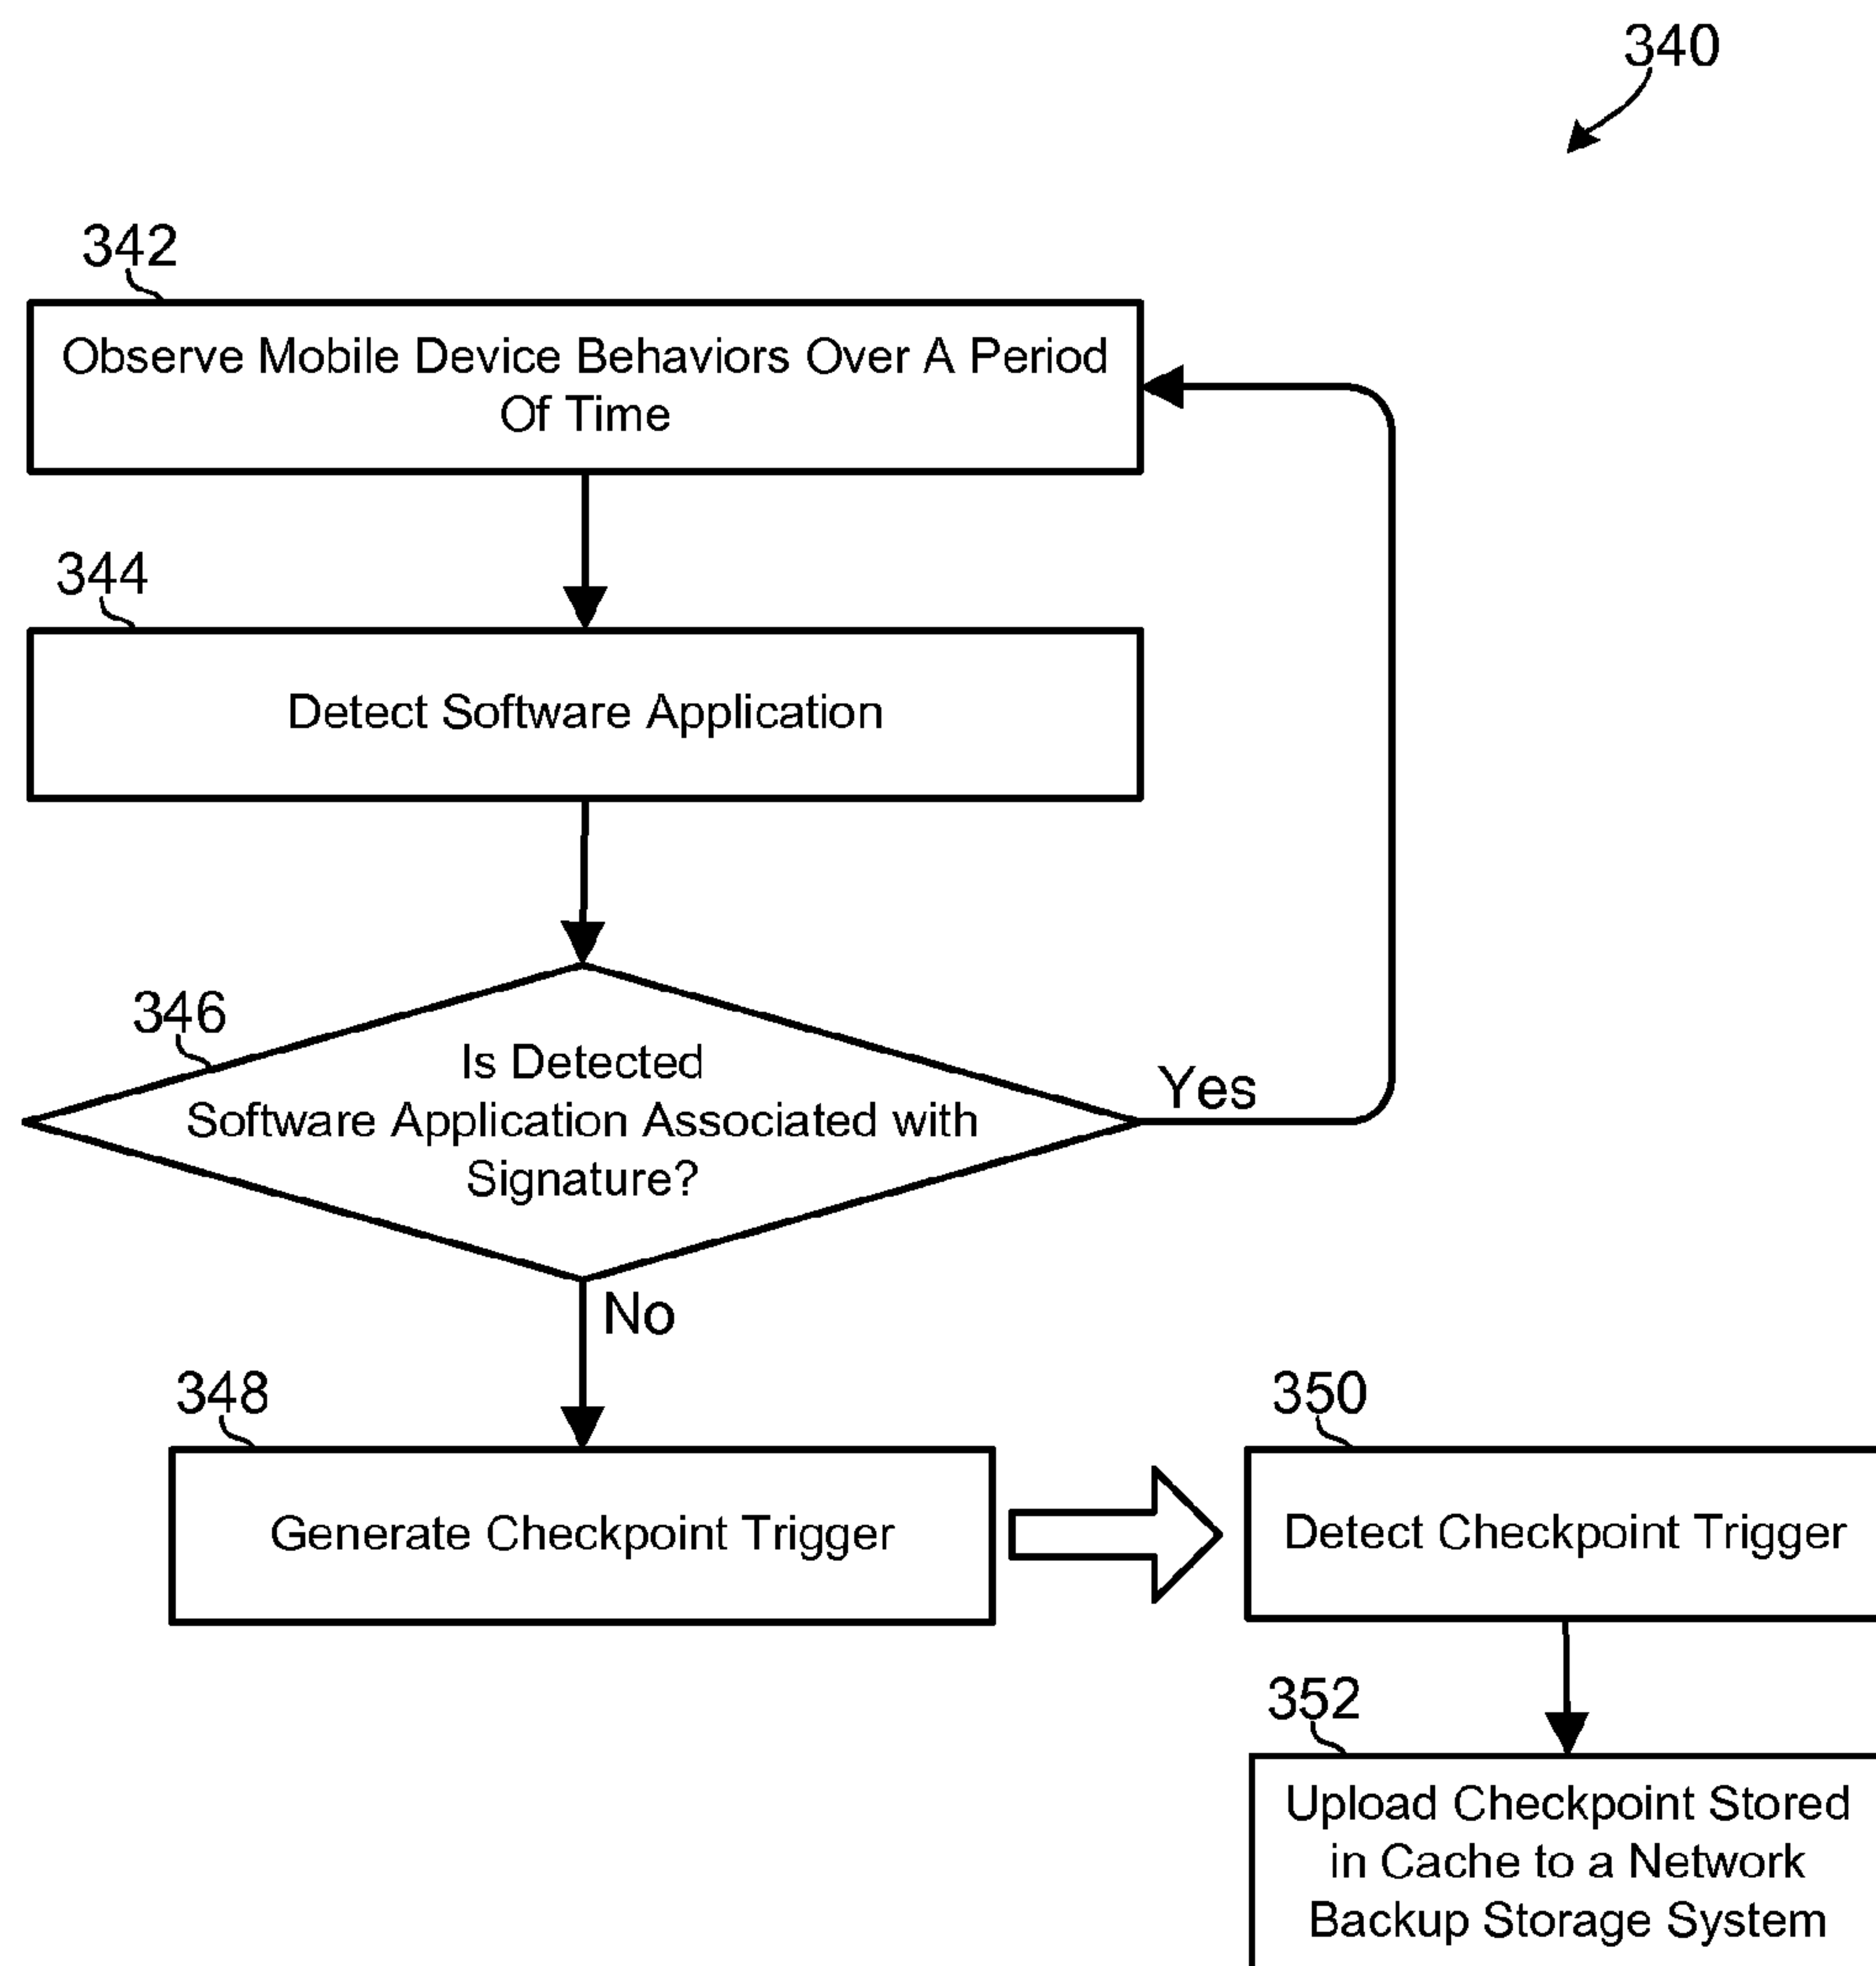 340
342
Observe Mobile Device Behaviors Over A Period
Of Time
344
Detect Software Application
346
Is Detected
Software Application Associated with
Signature?
Yes
No
348
Generate Checkpoint Trigger
350
Detect Checkpoint Trigger
352
Upload Checkpoint Stored
in Cache to a Network
Backup Storage System